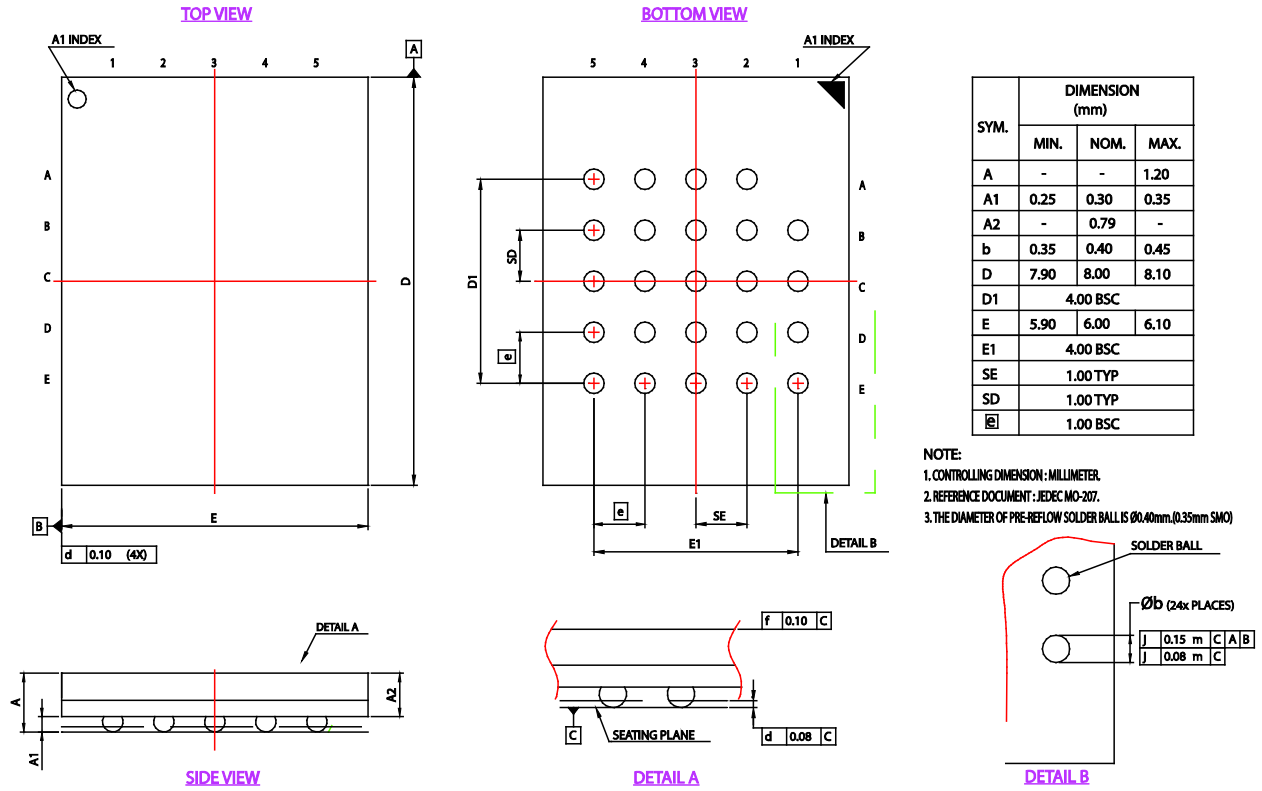 TOP VIEW
A1 INDEX
A
1 2 3 4 5
A
B
C
D
E
D
E
B
d 0.10 (4X)
BOTTOM VIEW
A1 INDEX
5 4 3 2 1
A
B
C
D
E
SD
D1
e
e
SE
E1
DETAIL B
SYM. DIMENSION (mm)
MIN. NOM. MAX.
A - - 1.20
A1 0.25 0.30 0.35
A2 - 0.79 -
b 0.35 0.40 0.45
D 7.90 8.00 8.10
D1 4.00 BSC
E 5.90 6.00 6.10
E1 4.00 BSC
SE 1.00 TYP
SD 1.00 TYP
e 1.00 BSC
NOTE:
1. CONTROLLING DIMENSION : MILLIMETER.
2. REFERENCE DOCUMENT : JEDEC MO-207.
3. THE DIAMETER OF PRE-REFLOW SOLDER BALL IS Ø0.40mm.(0.35mm SMO)
DETAIL A
A
A1
A2
SIDE VIEW
f 0.10 C
C
SEATING PLANE
d 0.08 C
DETAIL A
SOLDER BALL
Øb (24x PLACES)
J 0.15 m C A B
J 0.08 m C
DETAIL B